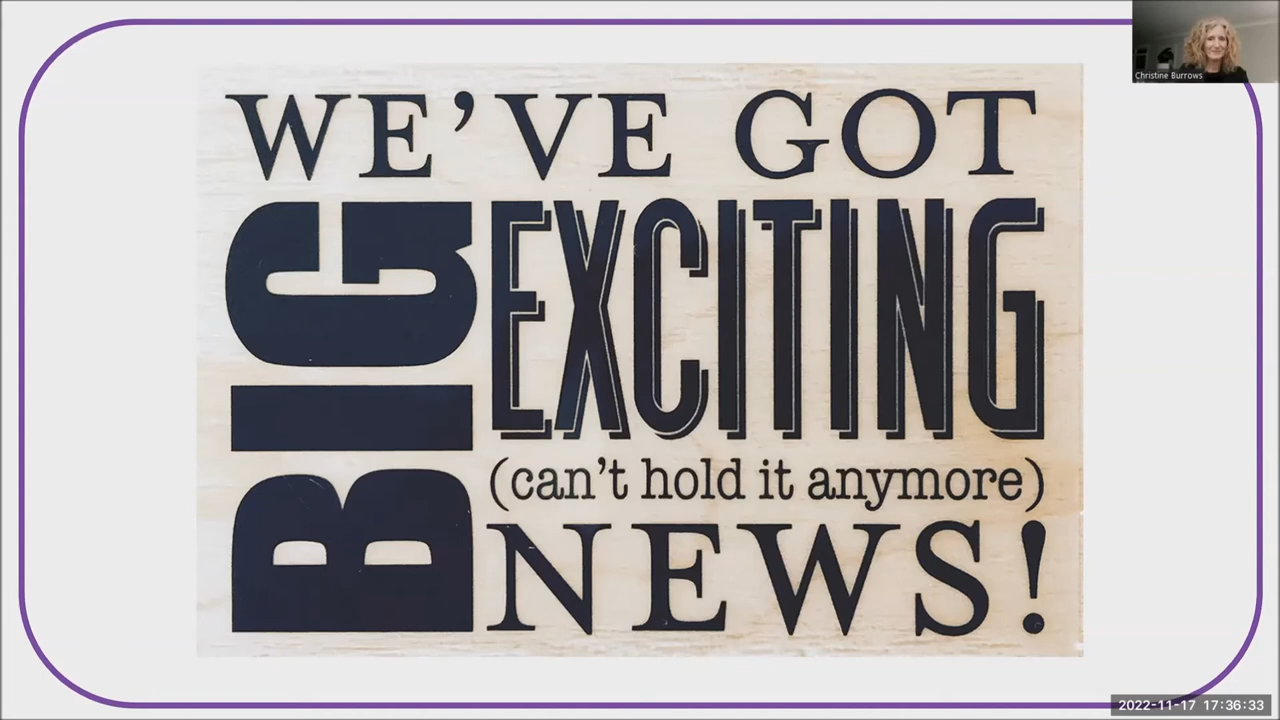 WE'VE GOT
BIG
EXCITING
(can't hold it anymore)
NEWS!
Christine Burrows
2022-11-17 17:36:33